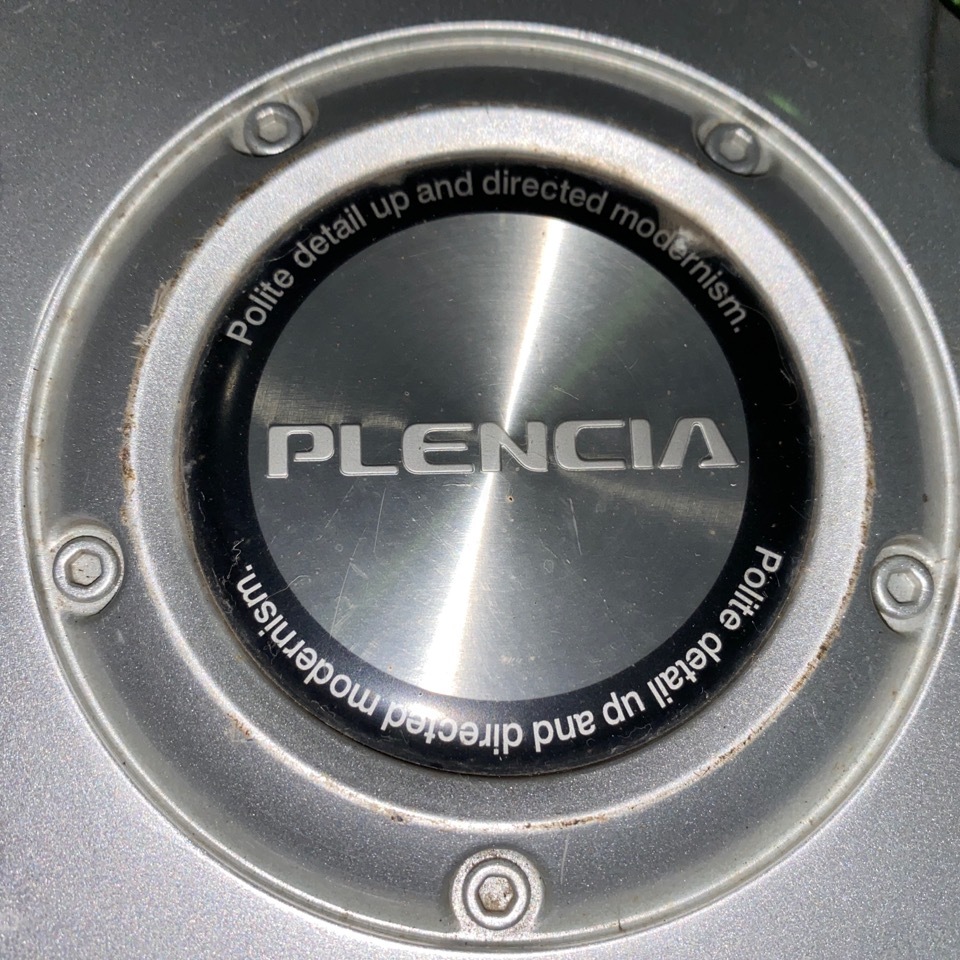 Polite detail up and directed modernism.
PLENCIA
Polite detail up and directed modernism.